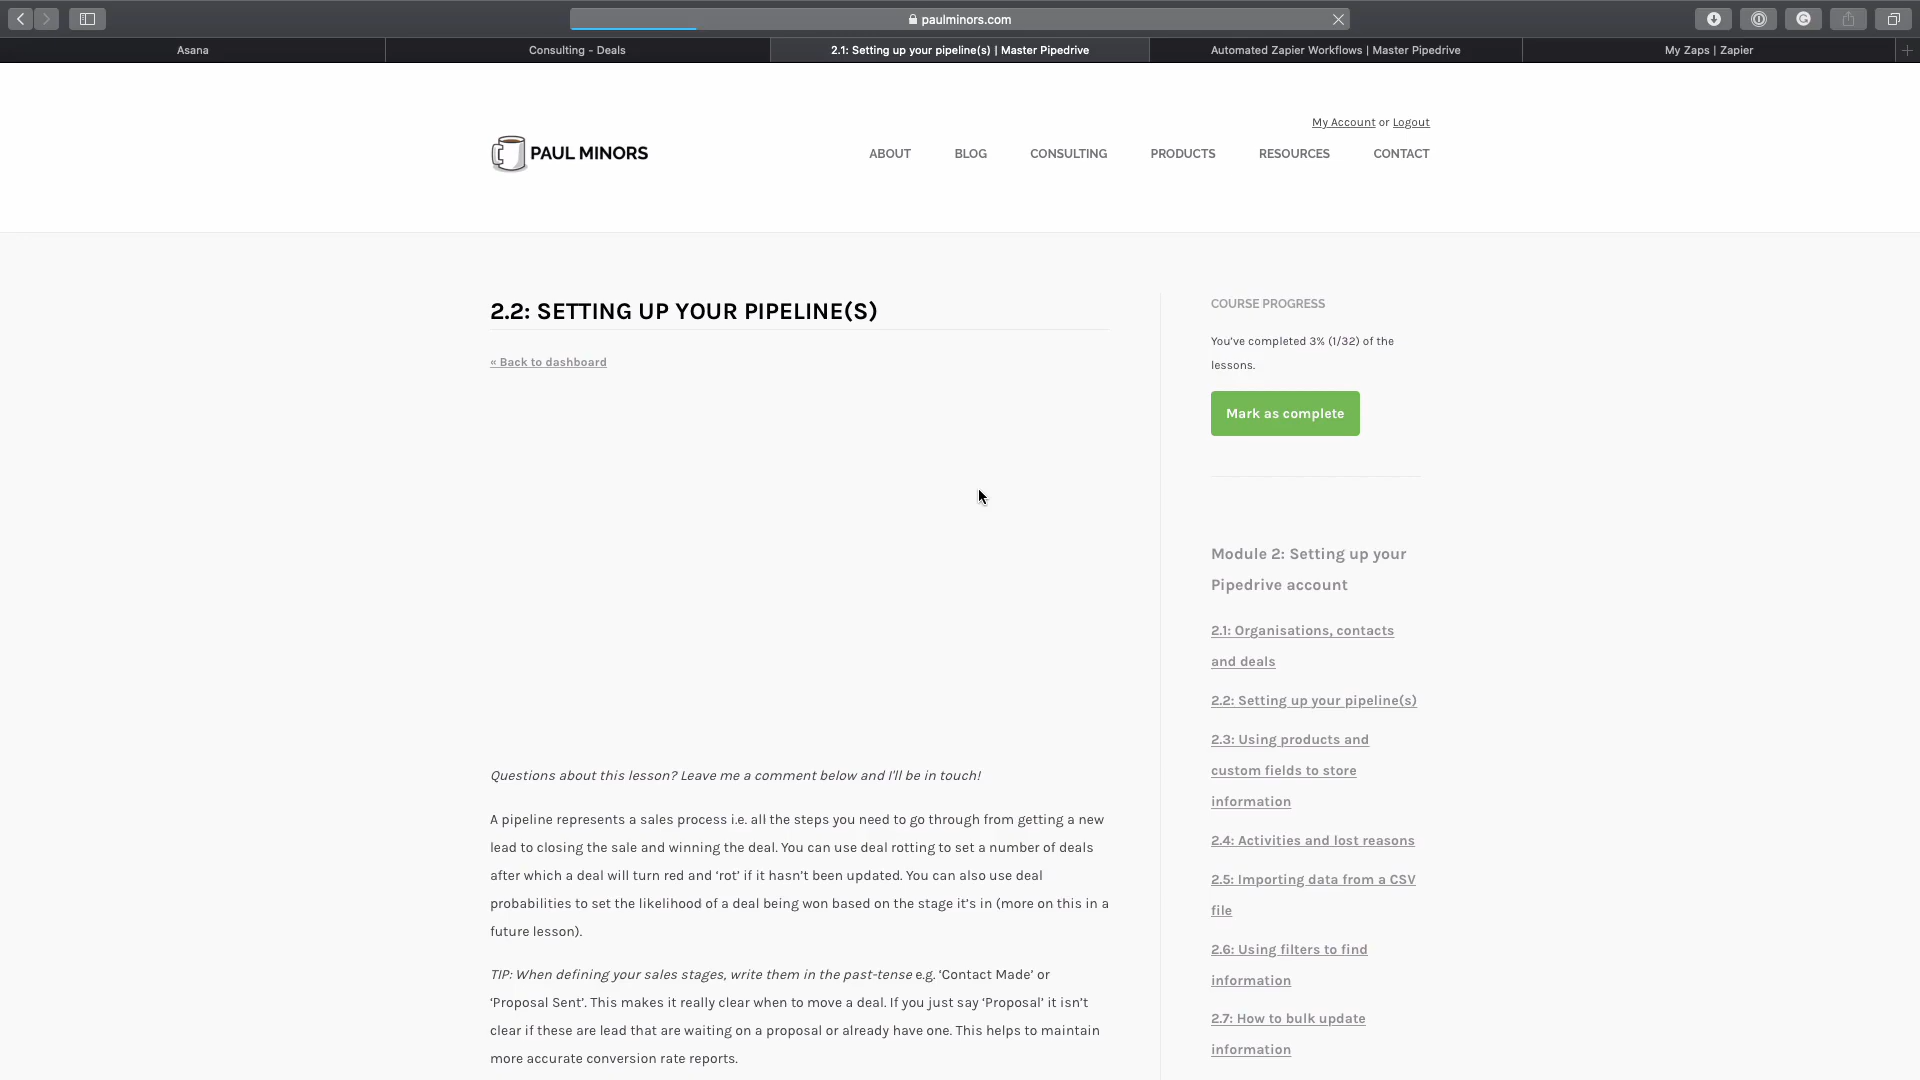 paulminors.com
Asana
Consulting - Deals
2.1: Setting up your pipeline(s) | Master Pipedrive
Automated Zapier Workflows | Master Pipedrive
My Zaps | Zapier
My Account or Logout
PAUL MINORS
ABOUT
BLOG
CONSULTING
PRODUCTS
RESOURCES
CONTACT
2.2: SETTING UP YOUR PIPELINE(S)
« Back to dashboard
Questions about this lesson? Leave me a comment below and I'll be in touch!
A pipeline represents a sales process i.e. all the steps you need to go through from getting a new
lead to closing the sale and winning the deal. You can use deal rotting to set a number of deals
after which a deal will turn red and ‘rot’ if it hasn’t been updated. You can also use deal
probabilities to set the likelihood of a deal being won based on the stage it’s in (more on this in a
future lesson).
TIP: When defining your sales stages, write them in the past-tense e.g. ‘Contact Made’ or
‘Proposal Sent’. This makes it really clear when to move a deal. If you just say ‘Proposal’ it isn’t
clear if these are lead that are waiting on a proposal or already have one. This helps to maintain
more accurate conversion rate reports.
COURSE PROGRESS
You’ve completed 3% (1/32) of the
lessons.
Mark as complete
Module 2: Setting up your
Pipedrive account
2.1: Organisations, contacts
and deals
2.2: Setting up your pipeline(s)
2.3: Using products and
custom fields to store
information
2.4: Activities and lost reasons
2.5: Importing data from a CSV
file
2.6: Using filters to find
information
2.7: How to bulk update
information